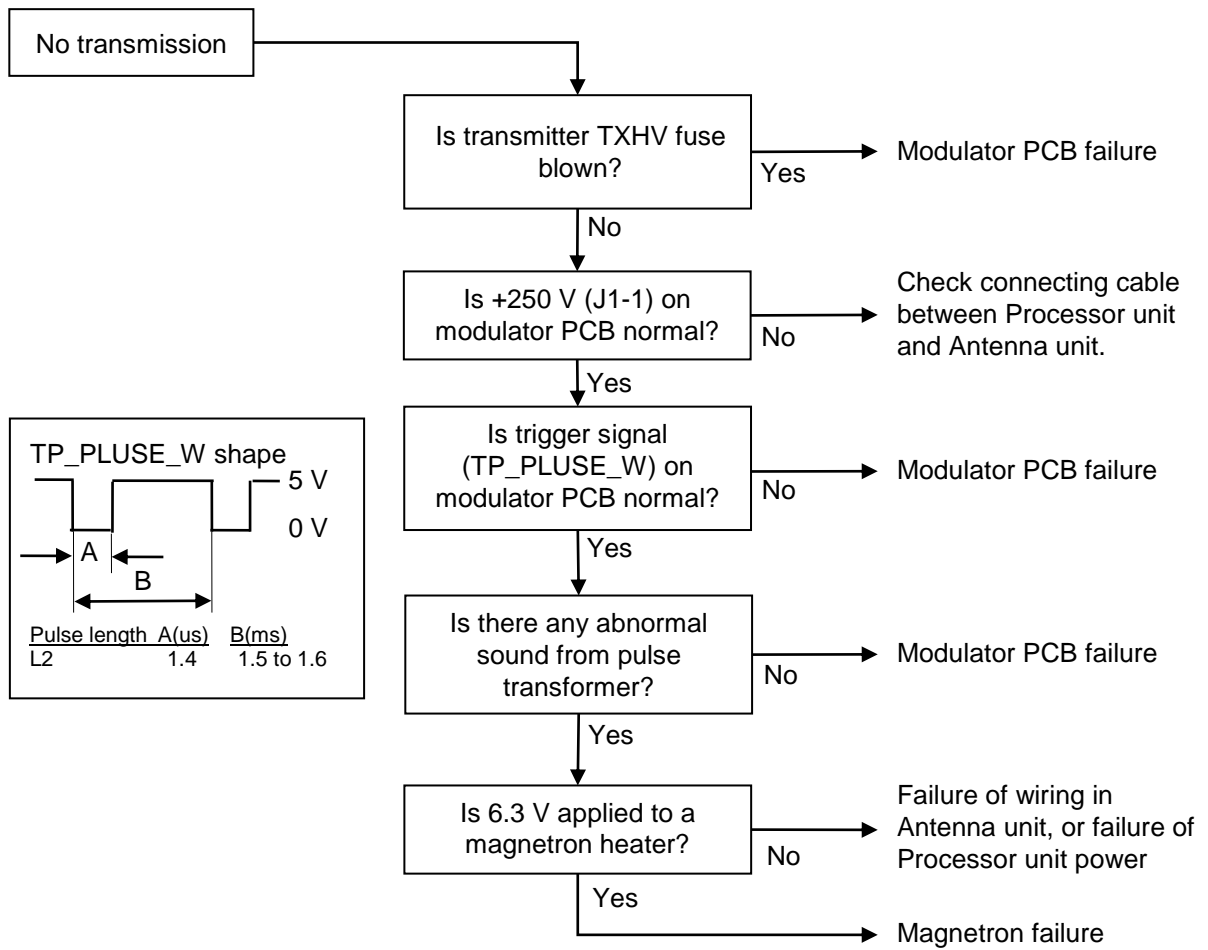 No transmission
Is transmitter TXHV fuse
blown?
Yes
Modulator PCB failure
No
Is +250 V (J1-1) on
modulator PCB normal?
No
Check connecting cable
between Processor unit
and Antenna unit.
Yes
Is trigger signal
(TP_PLUSE_W) on
modulator PCB normal?
No
Modulator PCB failure
Yes
TP_PLUSE_W shape
5 V
0 V
A
B
Pulse length A(us) B(ms)
L2 1.4 1.5 to 1.6
Is there any abnormal
sound from pulse
transformer?
No
Modulator PCB failure
Yes
Is 6.3 V applied to a
magnetron heater?
No
Failure of wiring in
Antenna unit, or failure of
Processor unit power
Yes
Magnetron failure